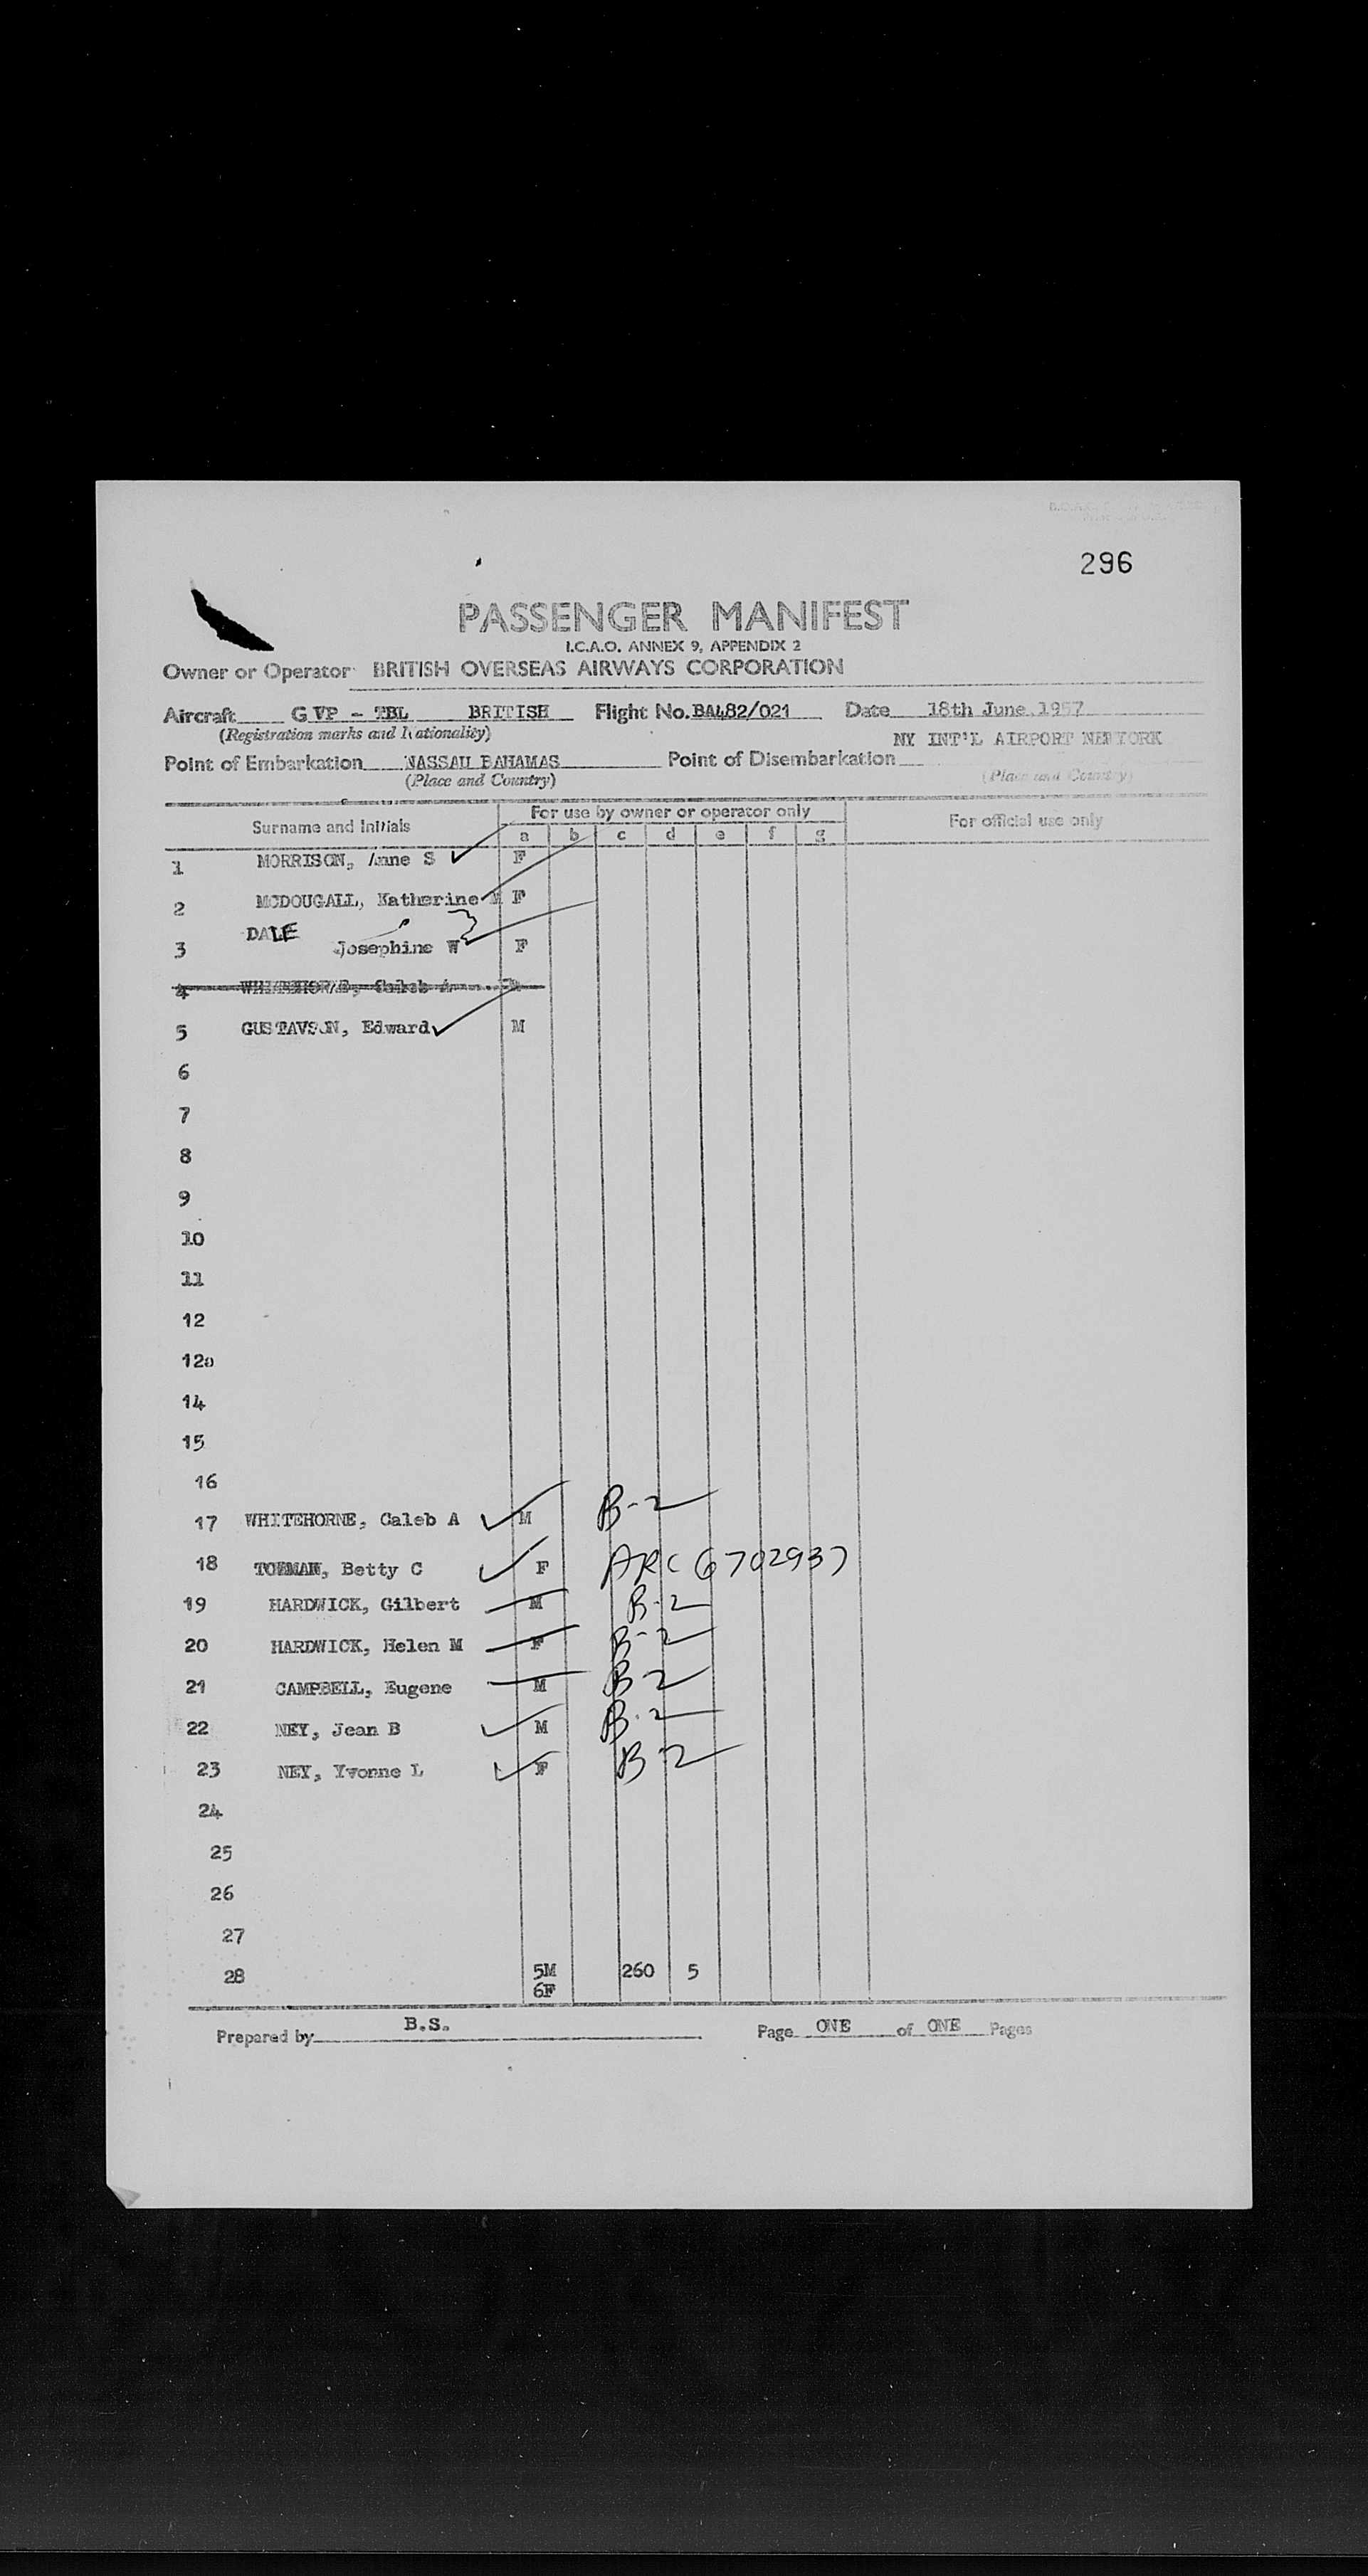 296
PASSENGER MANIFEST
I.C.A.O. ANNEX 9, APPENDIX 2
Owner or Operator BRITISH OVERSEAS AIRWAYS CORPORATION
Aircraft G VP - TBL BRITISH Flight No. BA482/021 Date 18th June 1957
(Registration marks and Nationality)
NY INT'L AIRPORT NEW YORK
Point of Embarkation NASSAU BAHAMAS Point of Disembarkation
(Place and Country) (Place and Country)
Surname and Initials For use by owner or operator only For official use only
a b c d e f g
1 MORRISON, Anne S F
2 MCDOUGALL, Katherine M F
3 DALE Josephine W F
4 WHITEHORNE, Caleb A
5 GUSTAVSON, Edward M
6
7
8
9
10
11
12
12a
14
15
16
17 WHITEHORNE, Caleb A M B-2
18 Betty C F ARC 6702937
19 HARDWICK, Gilbert M B-2
20 HARDWICK, Helen M F B-2
21 CAMPBELL, Eugene M B-2
22 NEY, Jean B M B-2
23 NEY, Yvonne L F B-2
24
25
26
27
28 5M 260 5
6F
Prepared by B.S. Page ONE of ONE Pages